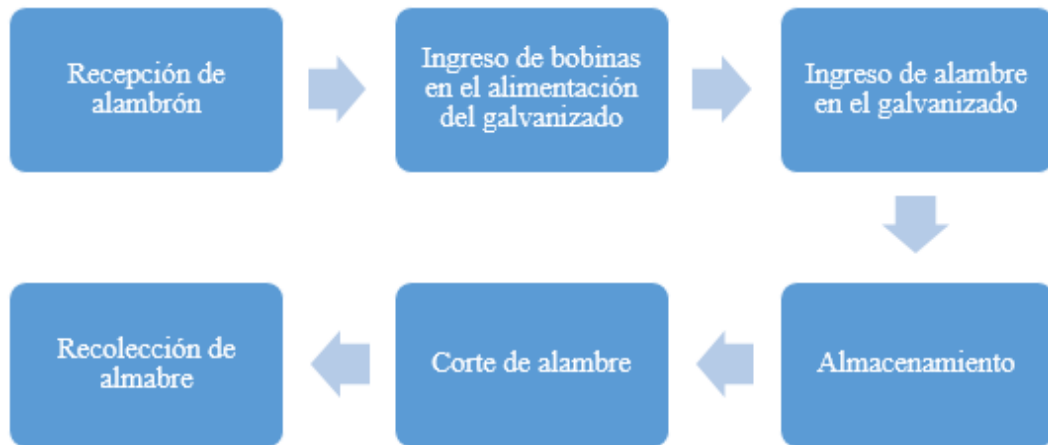 Recepción de
alambrón
Ingreso de bobinas
en el alimentación
del galvanizado
Ingreso de alambre
en el galvanizado
Almacenamiento
Corte de alambre
Recolección de
almabre